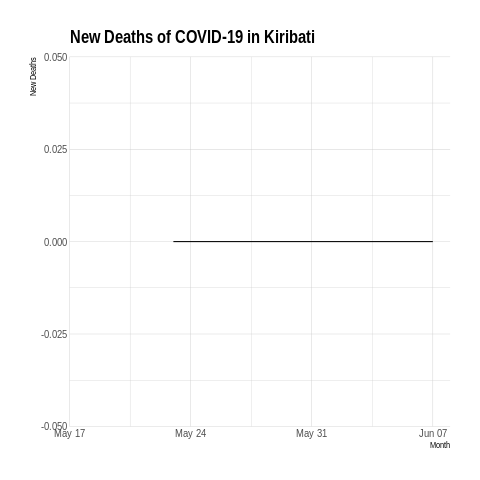 New Deaths of COVID-19 in Kiribati
New Deaths
0.050
0.025
0.000
-0.025
-0.050
May 17 May 24 May 31 Jun 07
Month